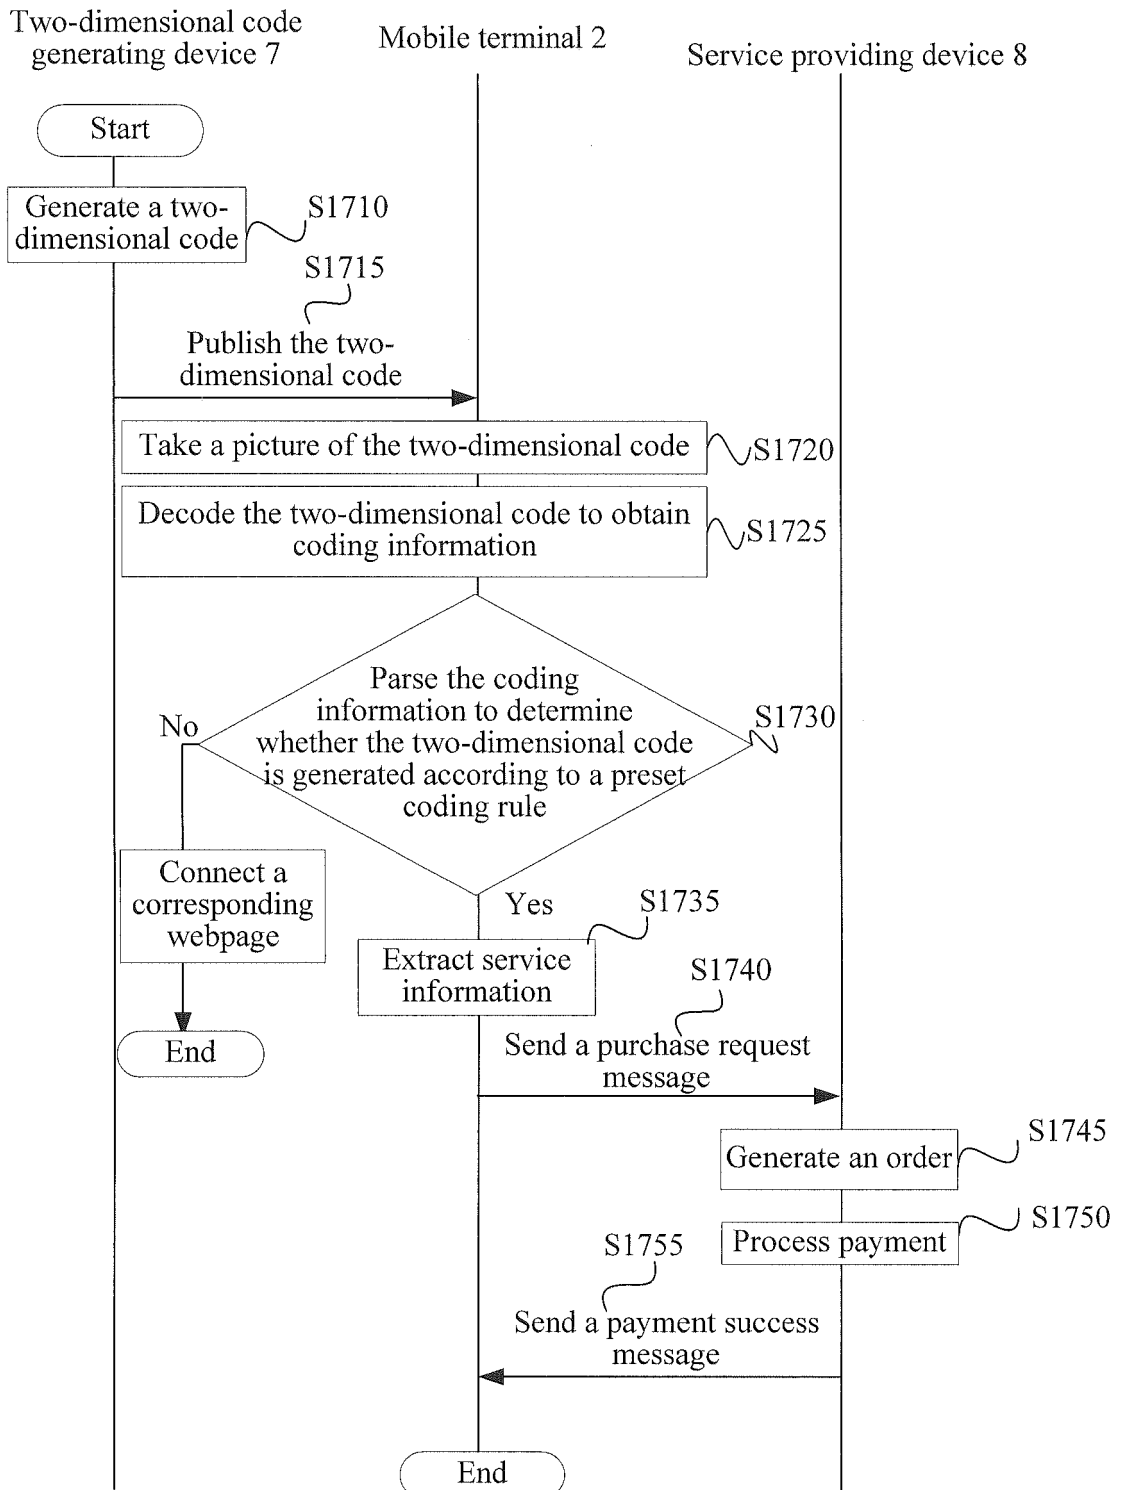 Two-dimensional code
generating device 7
Mobile terminal 2
Service providing device 8
Start
Generate a two-
dimensional code
S1710
S1715
Publish the two-
dimensional code
Take a picture of the two-dimensional code
S1720
Decode the two-dimensional code to obtain
coding information
S1725
Parse the coding
information to determine
whether the two-dimensional code
is generated according to a preset
coding rule
S1730
No
Connect a
corresponding
webpage
End
Yes
S1735
Extract service
information
S1740
Send a purchase request
message
S1745
Generate an order
S1750
Process payment
S1755
Send a payment success
message
End